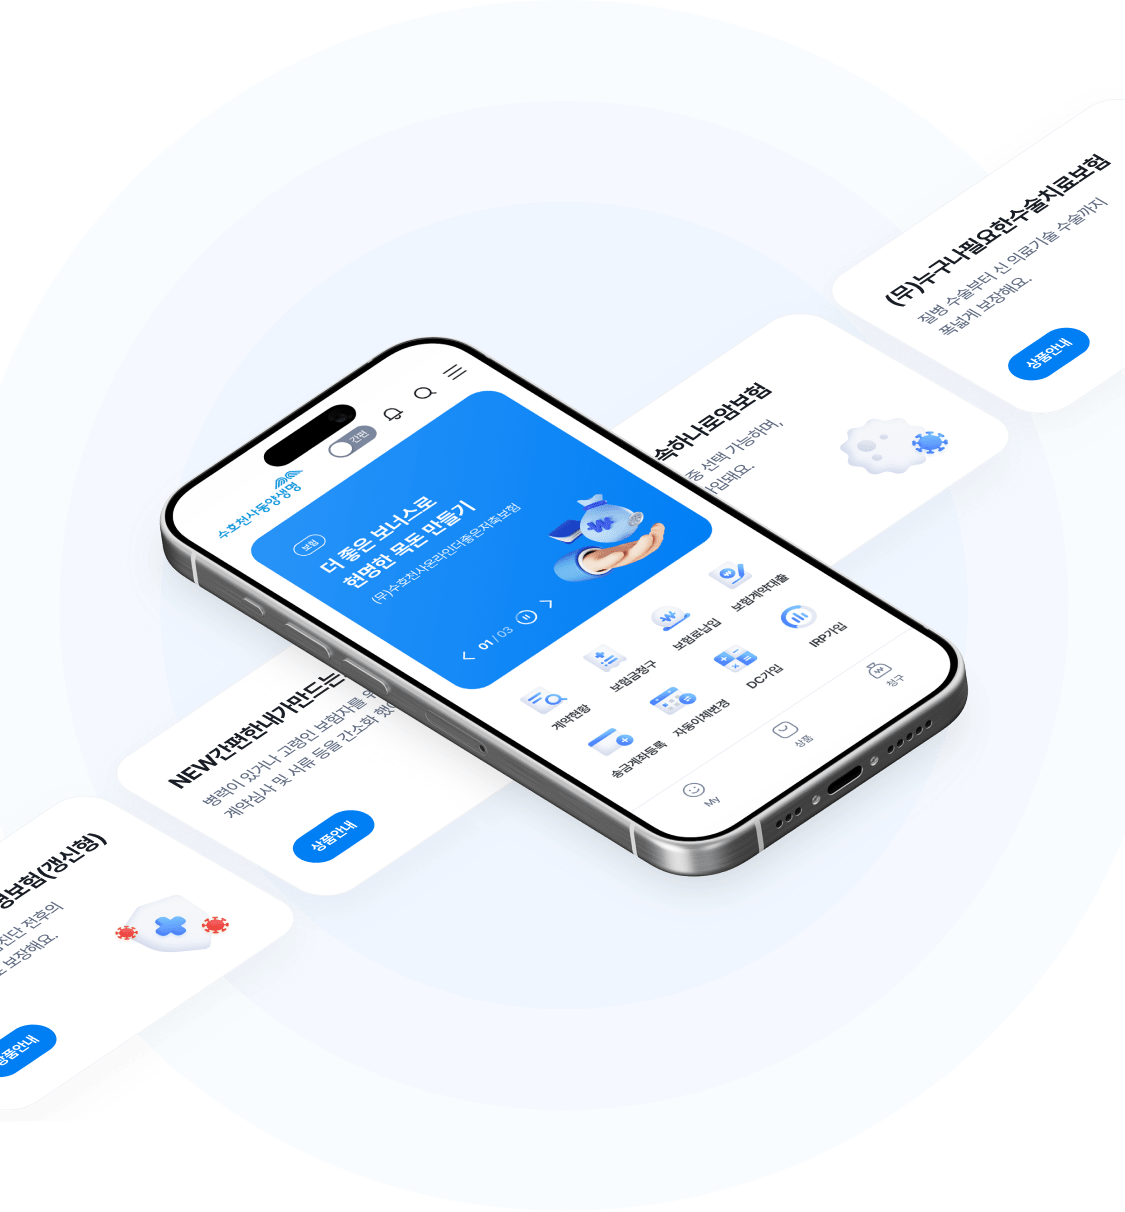 (무)누구나필요한수술치료보험
질병 수술부터 신 의료기술 수술까지
폭넓게 보장해요.
상품안내
속하나로암보험
중 선택 가능하며,
가입돼요.
수호천사동양생명
간편
보험
더 좋은 보너스로
현명한 목돈 만들기
(무)수호천사온라인더좋은저축보험
01 / 03
계약현황
보험금청구
보험료납입
보험계약대출
송금계좌등록
자동이체변경
DC가입
IRP가입
My
상품
청구
NEW간편한내가만드는
병력이 있거나 고령인 보험자를 위
계약심사 및 서류 등을 간소화 했
상품안내
보험(갱신형)
진단 전후의
보장해요.
상품안내